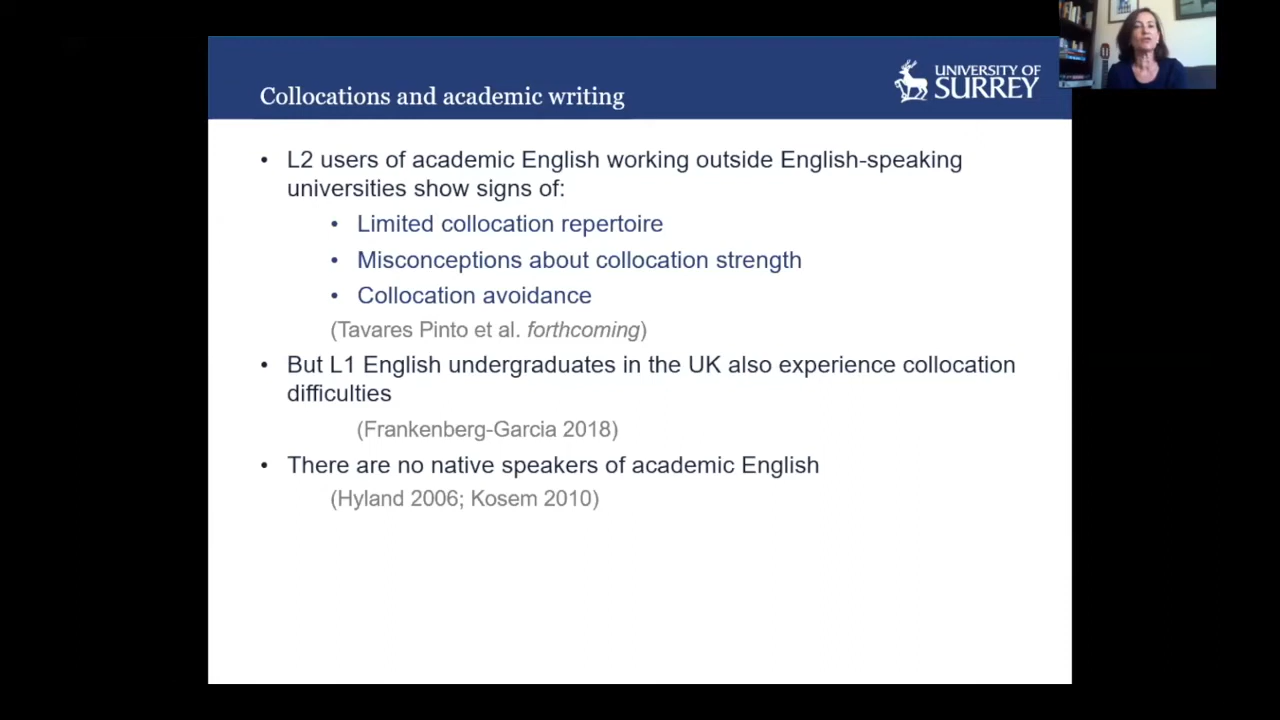 Collocations and academic writing
UNIVERSITY OF
SURREY
• L2 users of academic English working outside English-speaking
universities show signs of:
• Limited collocation repertoire
• Misconceptions about collocation strength
• Collocation avoidance
(Tavares Pinto et al. forthcoming)
• But L1 English undergraduates in the UK also experience collocation
difficulties
(Frankenberg-Garcia 2018)
• There are no native speakers of academic English
(Hyland 2006; Kosem 2010)